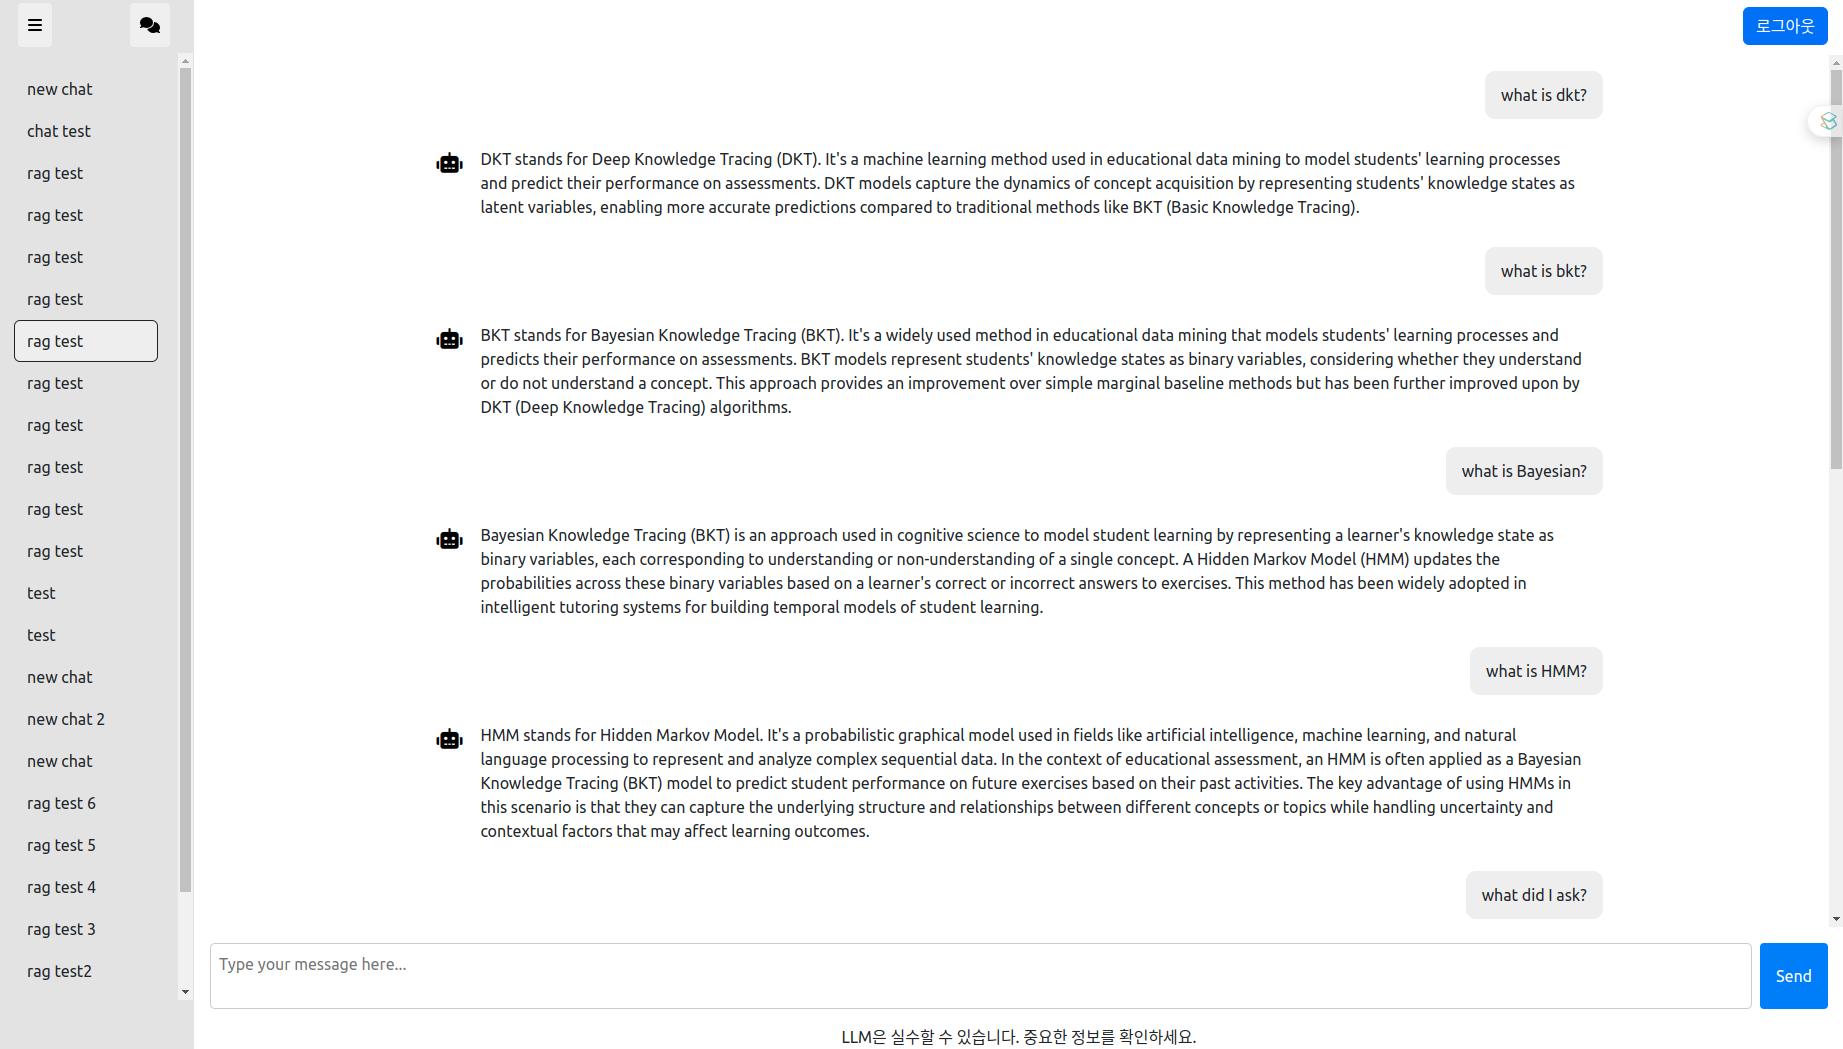 로그아웃
new chat
chat test
rag test
rag test
rag test
rag test
rag test
rag test
rag test
rag test
rag test
rag test
test
test
new chat
new chat 2
new chat
rag test 6
rag test 5
rag test 4
rag test 3
rag test2
what is dkt?
DKT stands for Deep Knowledge Tracing (DKT). It's a machine learning method used in educational data mining to model students' learning processes
and predict their performance on assessments. DKT models capture the dynamics of concept acquisition by representing students' knowledge states as
latent variables, enabling more accurate predictions compared to traditional methods like BKT (Basic Knowledge Tracing).
what is bkt?
BKT stands for Bayesian Knowledge Tracing (BKT). It's a widely used method in educational data mining that models students' learning processes and
predicts their performance on assessments. BKT models represent students' knowledge states as binary variables, considering whether they understand
or do not understand a concept. This approach provides an improvement over simple marginal baseline methods but has been further improved upon by
DKT (Deep Knowledge Tracing) algorithms.
what is Bayesian?
Bayesian Knowledge Tracing (BKT) is an approach used in cognitive science to model student learning by representing a learner's knowledge state as
binary variables, each corresponding to understanding or non-understanding of a single concept. A Hidden Markov Model (HMM) updates the
probabilities across these binary variables based on a learner's correct or incorrect answers to exercises. This method has been widely adopted in
intelligent tutoring systems for building temporal models of student learning.
what is HMM?
HMM stands for Hidden Markov Model. It's a probabilistic graphical model used in fields like artificial intelligence, machine learning, and natural
language processing to represent and analyze complex sequential data. In the context of educational assessment, an HMM is often applied as a Bayesian
Knowledge Tracing (BKT) model to predict student performance on future exercises based on their past activities. The key advantage of using HMMs in
this scenario is that they can capture the underlying structure and relationships between different concepts or topics while handling uncertainty and
contextual factors that may affect learning outcomes.
what did I ask?
Type your message here...
Send
LLM은 실수할 수 있습니다. 중요한 정보를 확인하세요.